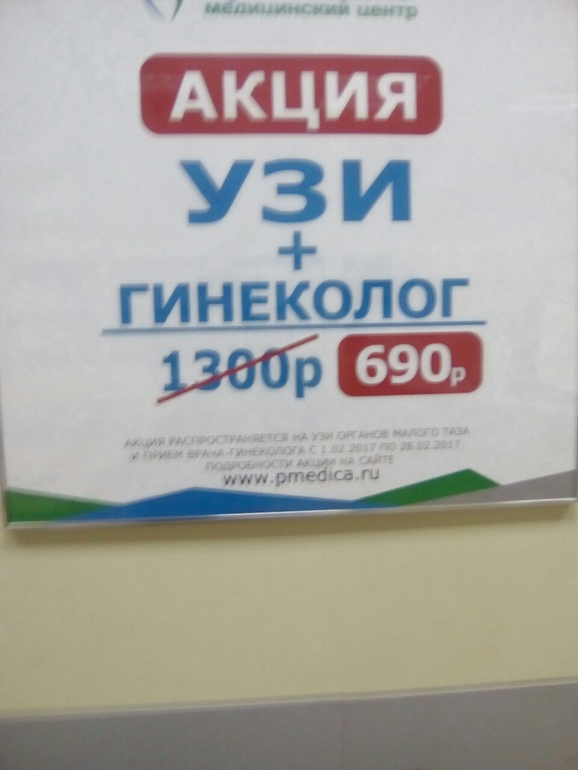 медицинский центр
АКЦИЯ
УЗИ
+
ГИНЕКОЛОГ
1300р 690р
АКЦИЯ РАСПРОСТРАНЯЕТСЯ НА УЗИ ОРГАНОВ МАЛОГО ТАЗА
И ПРИЕМ ВРАЧА-ГИНЕКОЛОГА С 1.02.2017 ПО 28.02.2017.
ПОДРОБНОСТИ АКЦИИ НА САЙТЕ
www.pmedica.ru